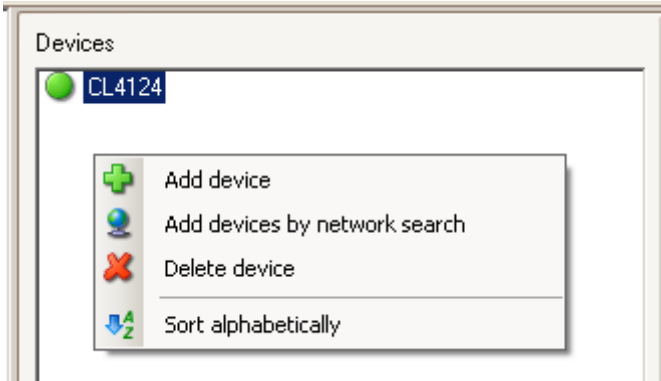 Devices
CL4124
Add device
Add devices by network search
Delete device
Sort alphabetically